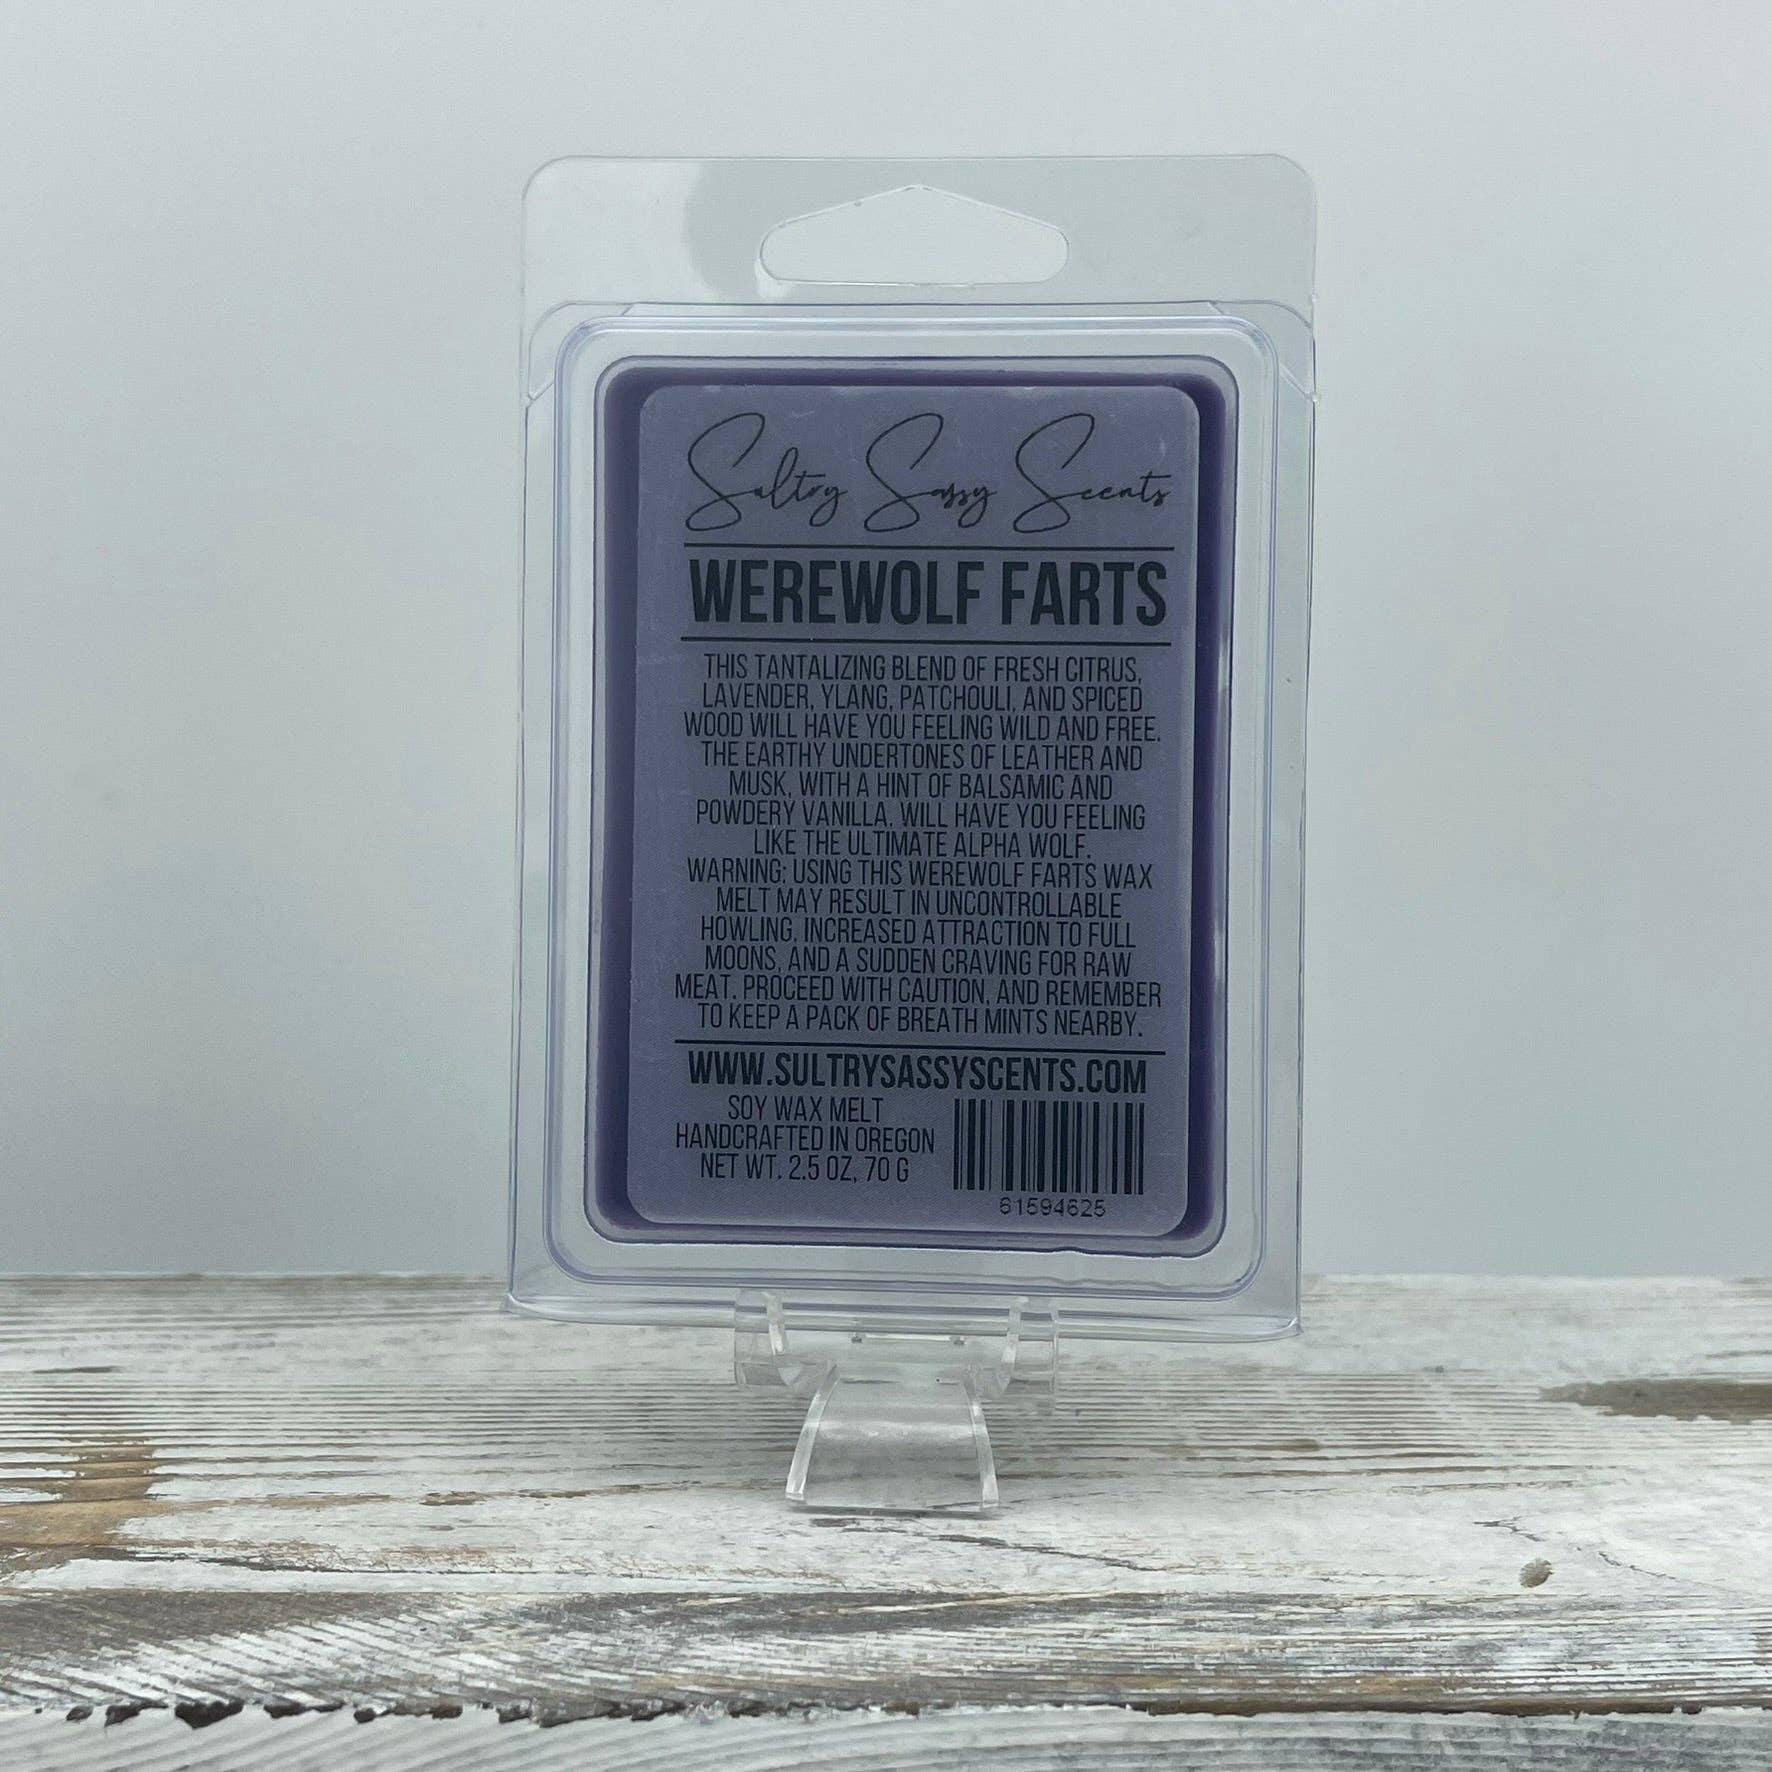 Sultry Sassy Scents
WEREWOLF FARTS
THIS TANTALIZING BLEND OF FRESH CITRUS,
LAVENDER, YLANG, PATCHOULI, AND SPICED
WOOD WILL HAVE YOU FEELING WILD AND FREE.
THE EARTHY UNDERTONES OF LEATHER AND
MUSK, WITH A HINT OF BALSAMIC AND
POWDERY VANILLA, WILL HAVE YOU FEELING
LIKE THE ULTIMATE ALPHA WOLF.
WARNING: USING THIS WEREWOLF FARTS WAX
MELT MAY RESULT IN UNCONTROLLABLE
HOWLING, INCREASED ATTRACTION TO FULL
MOONS, AND A SUDDEN CRAVING FOR RAW
MEAT. PROCEED WITH CAUTION, AND REMEMBER
TO KEEP A PACK OF BREATH MINTS NEARBY.
WWW.SULTRYSASSYSCENTS.COM
SOY WAX MELT
HANDCRAFTED IN OREGON
NET WT. 2.5 OZ, 70 G
61594625